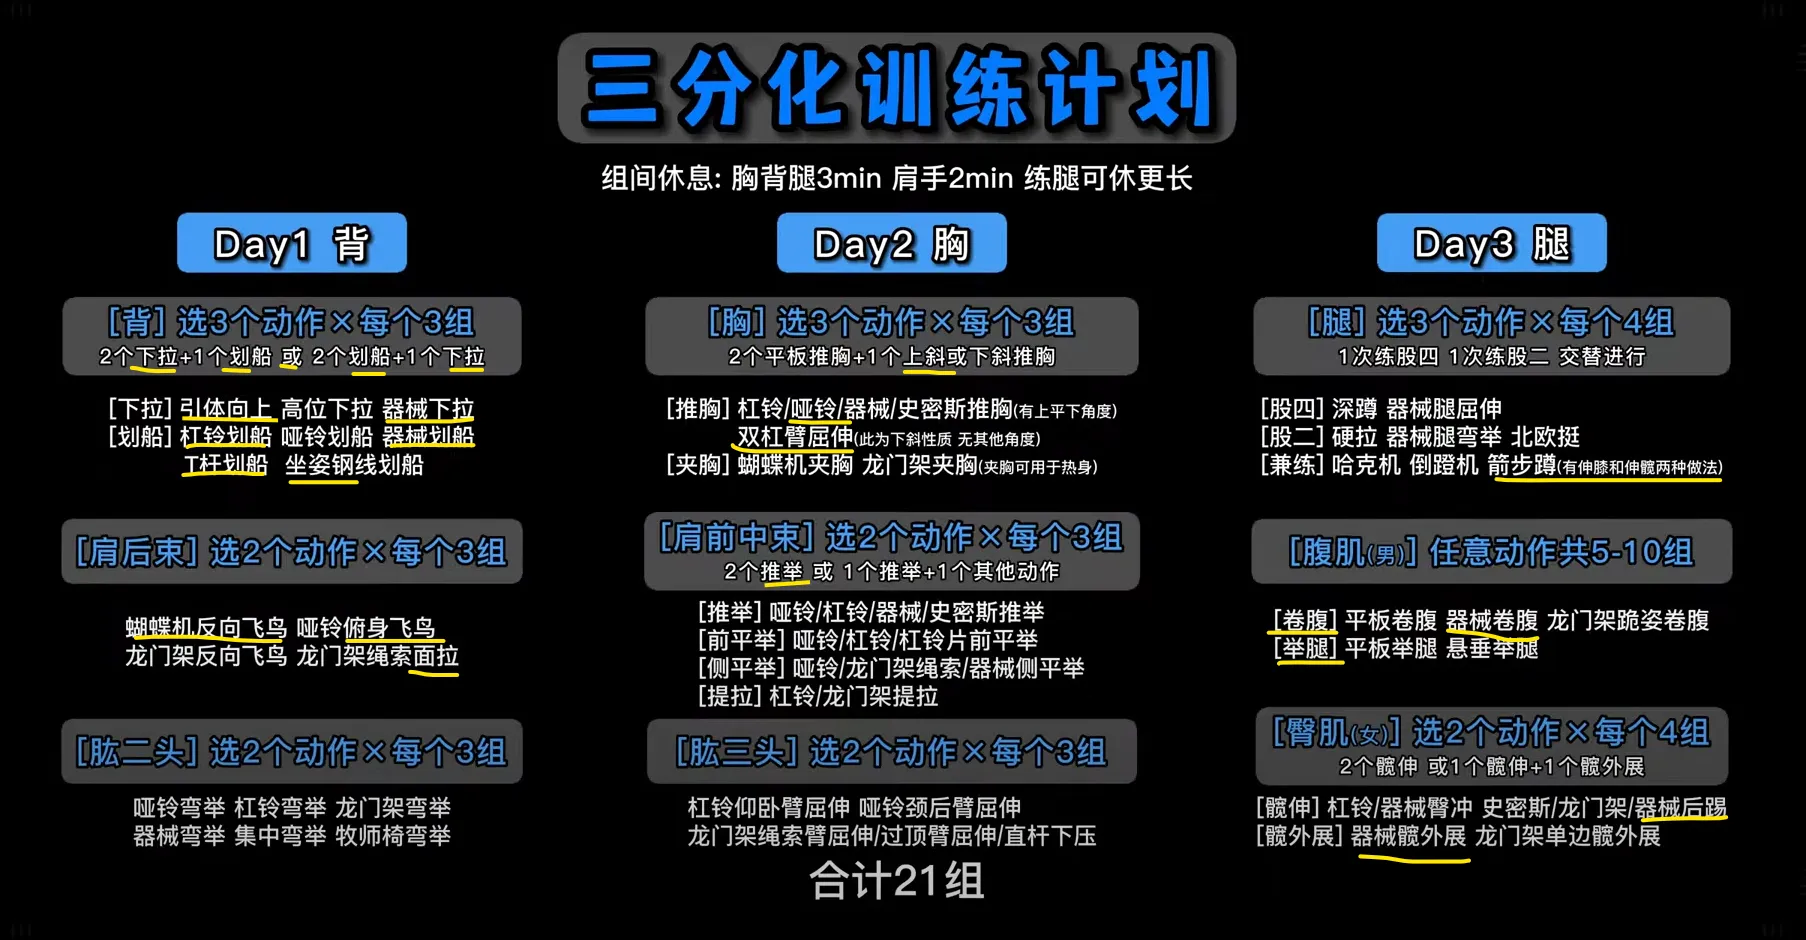 三分化训练计划
组间休息: 胸背腿3min 肩手2min 练腿可休更长
Day1 背
[背] 选3个动作×每个3组
2个下拉+1个划船 或 2个划船+1个下拉
[下拉] 引体向上 高位下拉 器械下拉
[划船] 杠铃划船 哑铃划船 器械划船
T杆划船 坐姿钢线划船
[肩后束] 选2个动作×每个3组
蝴蝶机反向飞鸟 哑铃俯身飞鸟
龙门架反向飞鸟 龙门架绳索面拉
[肱二头] 选2个动作×每个3组
哑铃弯举 杠铃弯举 龙门架弯举
器械弯举 集中弯举 牧师椅弯举
Day2 胸
[胸] 选3个动作×每个3组
2个平板推胸+1个上斜或下斜推胸
[推胸] 杠铃/哑铃/器械/史密斯推胸(有上平下角度)
双杠臂屈伸(此为下斜性质 无其他角度)
[夹胸] 蝴蝶机夹胸 龙门架夹胸(夹胸可用于热身)
[肩前中束] 选2个动作×每个3组
2个推举 或 1个推举+1个其他动作
[推举] 哑铃/杠铃/器械/史密斯推举
[前平举] 哑铃/杠铃/杠铃片前平举
[侧平举] 哑铃/龙门架绳索/器械侧平举
[提拉] 杠铃/龙门架提拉
[肱三头] 选2个动作×每个3组
杠铃仰卧臂屈伸 哑铃颈后臂屈伸
龙门架绳索臂屈伸/过顶臂屈伸/直杆下压
合计21组
Day3 腿
[腿] 选3个动作×每个4组
1次练股四 1次练股二 交替进行
[股四] 深蹲 器械腿屈伸
[股二] 硬拉 器械腿弯举 北欧挺
[兼练] 哈克机 倒蹬机 箭步蹲(有伸膝和伸髋两种做法)
[腹肌(男)] 任意动作共5-10组
[卷腹] 平板卷腹 器械卷腹 龙门架跪姿卷腹
[举腿] 平板举腿 悬垂举腿
[臀肌(女)] 选2个动作×每个4组
2个髋伸 或1个髋伸+1个髋外展
[髋伸] 杠铃/器械臀冲 史密斯/龙门架/器械后踢
[髋外展] 器械髋外展 龙门架单边髋外展